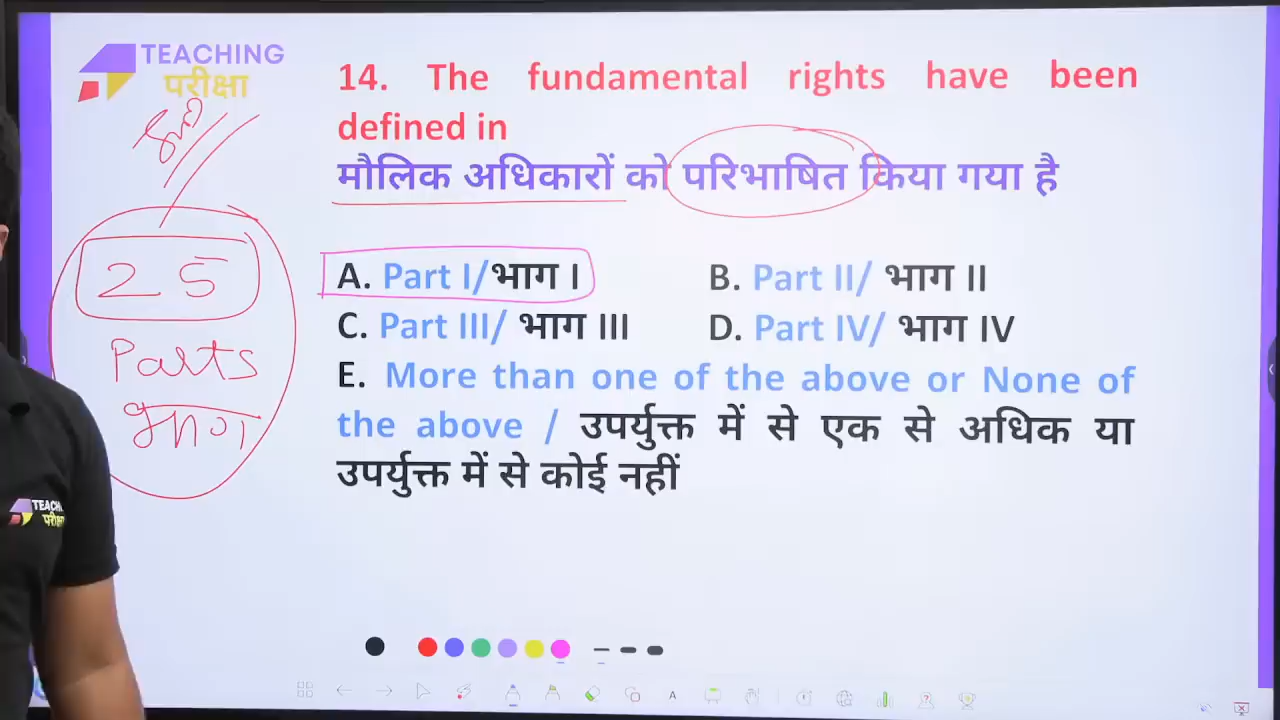 TEACHING
परीक्षा
14. The fundamental rights have been
defined in
मौलिक अधिकारों को परिभाषित किया गया है
A. Part I/भाग I
B. Part II/ भाग II
C. Part III/ भाग III
D. Part IV/ भाग IV
E. More than one of the above or None of
the above / उपर्युक्त में से एक से अधिक या
उपर्युक्त में से कोई नहीं
25
Parts
भाग
TEACH
परीक्षा